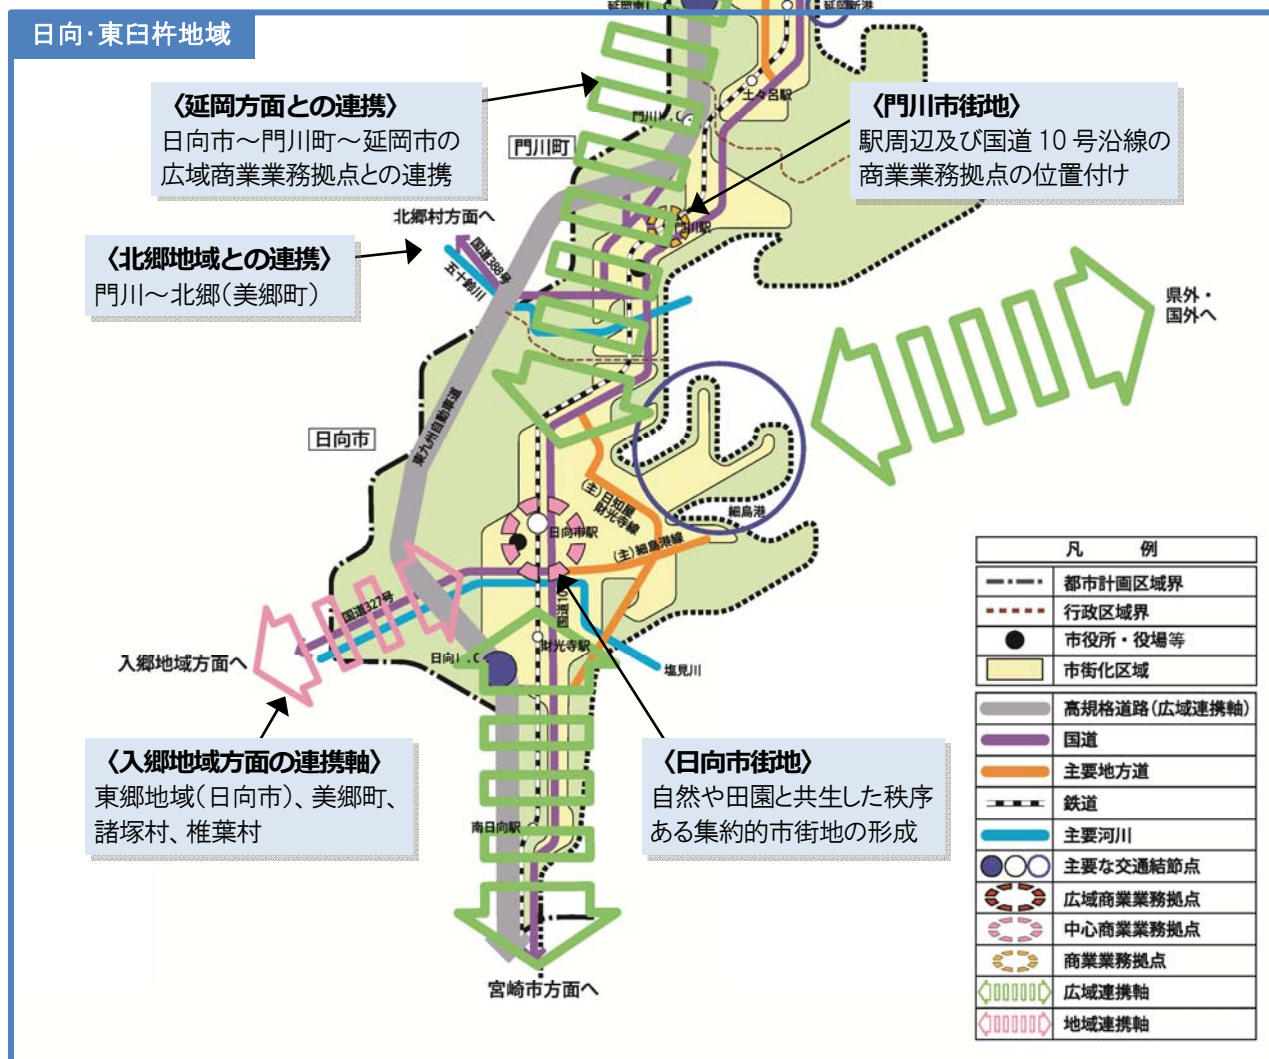 日向・東臼杵地域
延岡南I.C
延岡新港
〈延岡方面との連携〉
日向市～門川町～延岡市の
広域商業業務拠点との連携
土々呂駅
門川I.C
門川町
〈門川市街地〉
駅周辺及び国道10号沿線の
商業業務拠点の位置付け
北郷村方面へ
門川駅
国道388号
五十鈴川
〈北郷地域との連携〉
門川～北郷（美郷町）
県外・
国外へ
日向市
東九州自動車道
（主）日知屋
財光寺線
細島港
日向市駅
（主）細島港線
国道327号
国道10
入郷地域方面へ
日向I.C
財光寺駅
塩見川
〈入郷地域方面の連携軸〉
東郷地域（日向市）、美郷町、
諸塚村、椎葉村
〈日向市街地〉
自然や田園と共生した秩序
ある集約的市街地の形成
南日向駅
宮崎市方面へ
凡　例
都市計画区域界
行政区域界
市役所・役場等
市街化区域
高規格道路（広域連携軸）
国道
主要地方道
鉄道
主要河川
主要な交通結節点
広域商業業務拠点
中心商業業務拠点
商業業務拠点
広域連携軸
地域連携軸